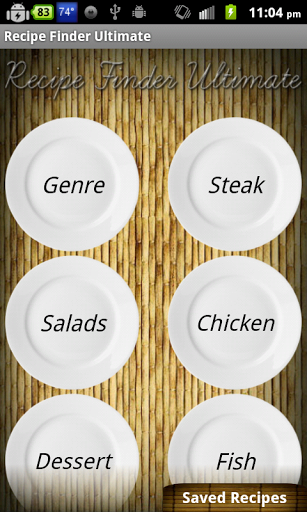 83 74° 11:04 pm
Recipe Finder Ultimate
Recipe Finder Ultimate
Genre Steak
Salads Chicken
Dessert Fish
Saved Recipes